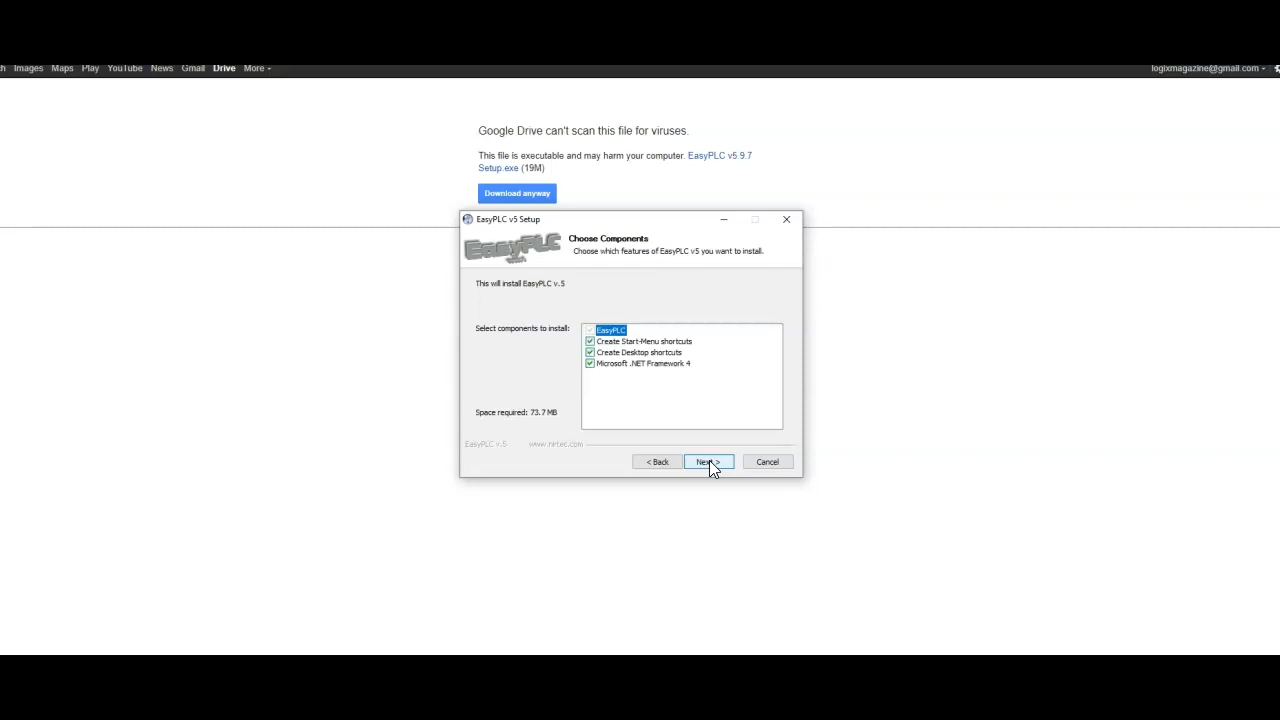 Images Maps Play YouTube News Gmail Drive More
logixmagazine@gmail.com
Google Drive can't scan this file for viruses.
This file is executable and may harm your computer. EasyPLC v5.9.7
Setup.exe (19M)
Download anyway
EasyPLC v5 Setup
EasyPLC
Choose Components
Choose which features of EasyPLC v5 you want to install.
This will install EasyPLC v.5
Select components to install:
EasyPLC
Create Start-Menu shortcuts
Create Desktop shortcuts
Microsoft .NET Framework 4
Space required: 73.7 MB
EasyPLC v.5 www.nirtec.com
< Back
Next >
Cancel